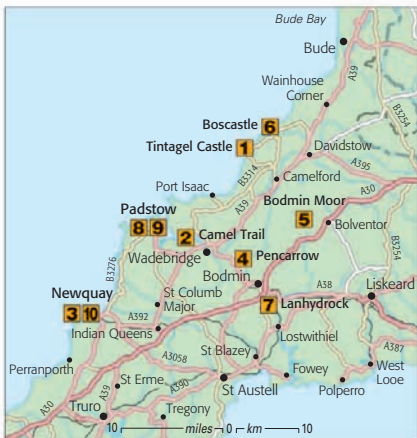 Bude Bay
Bude
A39
Wainhouse
Corner
B3254
Boscastle 6
Tintagel Castle 1
Davidstow
A395
B3314
Camelford
A30
Port Isaac
A39
Bodmin Moor
5
Padstow
8 9
2 Camel Trail
Bolventor
Wadebridge
4 Pencarrow
B3254
B3276
Bodmin
Liskeard
Newquay
3 10
St Columb
Major
7 Lanhydrock
A38
A392
Indian Queens
Lostwithiel
A387
A3058
St Blazey
Perranporth
West
Looe
Fowey
St Erme
A390
St Austell
Polperro
A39
A30
Truro
Tregony
10 miles 0 km 10